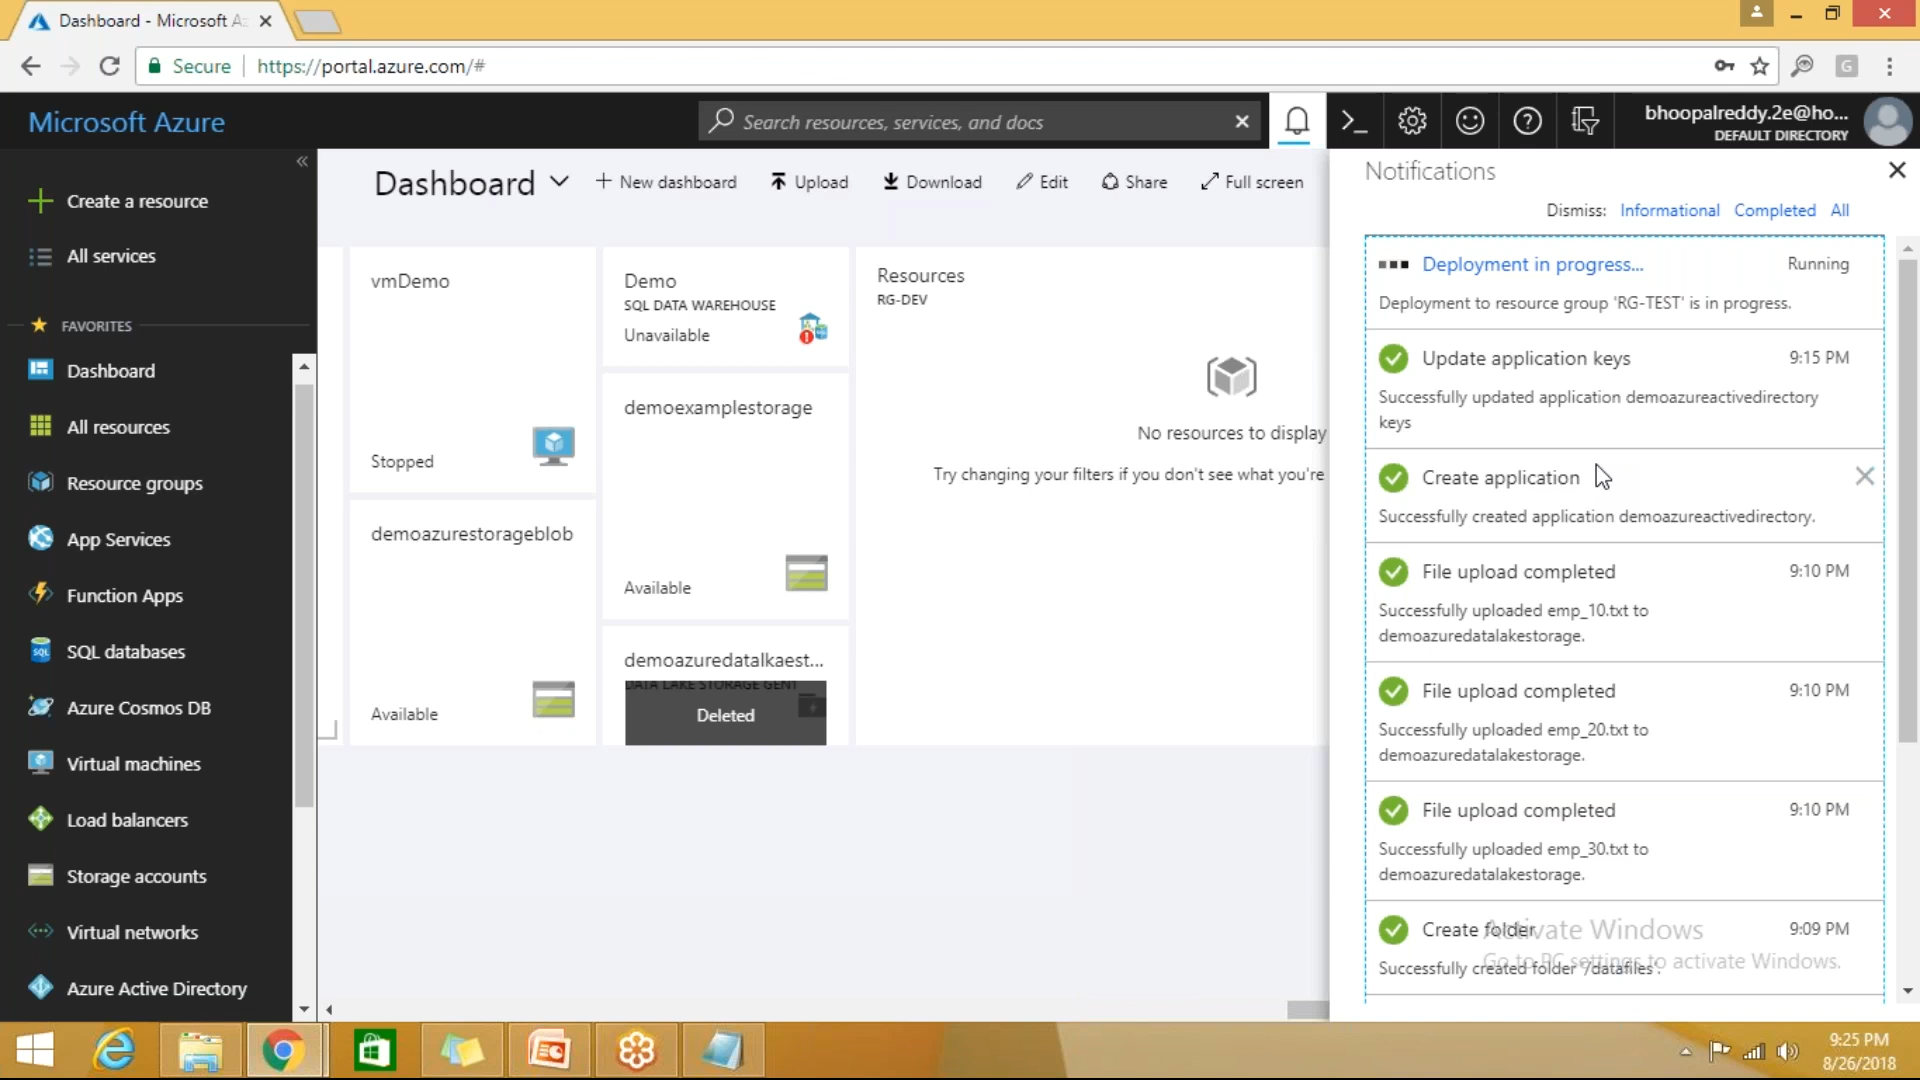 Dashboard - Microsoft A
Secure
https://portal.azure.com/#
G
Microsoft Azure
Search resources, services, and docs
bhoopalreddy.2e@ho...
DEFAULT DIRECTORY
Create a resource
All services
FAVORITES
Dashboard
All resources
Resource groups
App Services
Function Apps
SQL databases
SQL
Azure Cosmos DB
Virtual machines
Load balancers
Storage accounts
Virtual networks
Azure Active Directory
Dashboard
New dashboard
Upload
Download
Edit
Share
Full screen
vmDemo
Stopped
demoazurestorageblob
Available
Demo
SQL DATA WAREHOUSE
Unavailable
demoexamplestorage
Available
demoazuredatalkaest...
DATA LAKE STORAGE GEN1
Deleted
Resources
RG-DEV
No resources to display
Try changing your filters if you don't see what you're
Notifications
Dismiss: Informational Completed All
Deployment in progress... Running
Deployment to resource group 'RG-TEST' is in progress.
Update application keys 9:15 PM
Successfully updated application demoazureactivedirectory
keys
Create application
Successfully created application demoazureactivedirectory.
File upload completed 9:10 PM
Successfully uploaded emp_10.txt to
demoazuredatalakestorage.
File upload completed 9:10 PM
Successfully uploaded emp_20.txt to
demoazuredatalakestorage.
File upload completed 9:10 PM
Successfully uploaded emp_30.txt to
demoazuredatalakestorage.
Create folder 9:09 PM
Successfully created folder '/datafiles'.
Activate Windows
Go to PC settings to activate Windows.
9:25 PM
8/26/2018